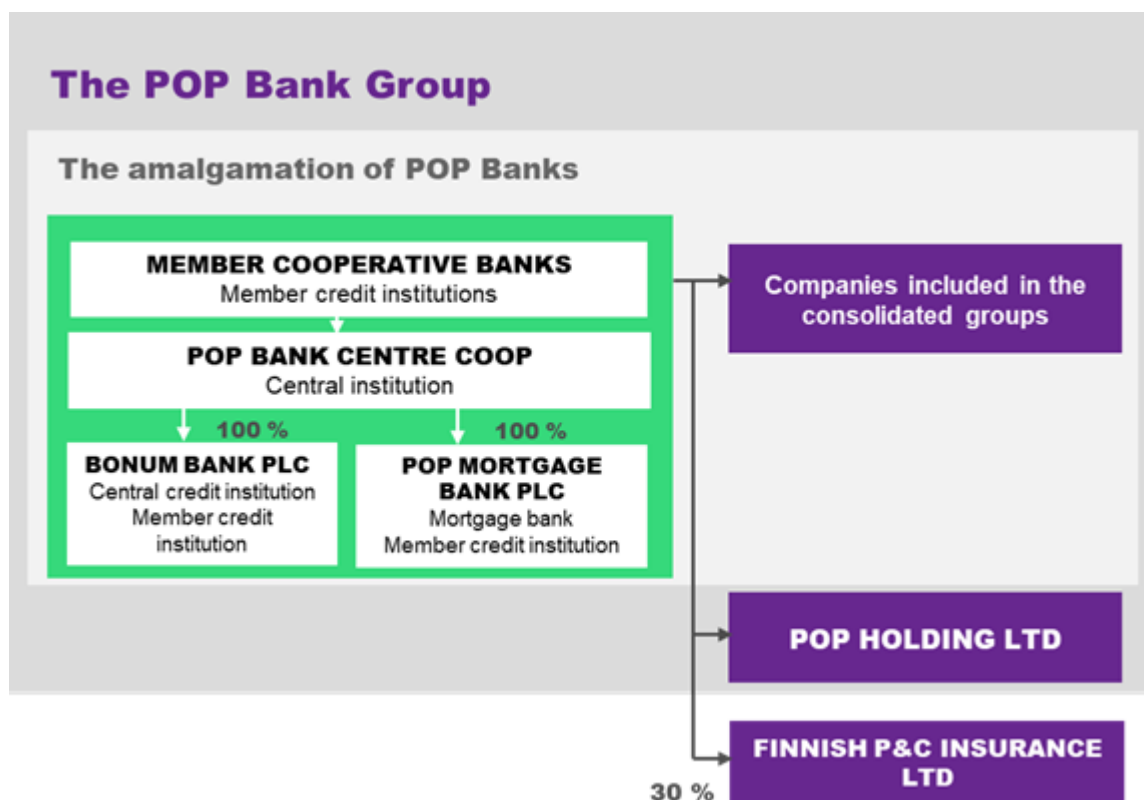 The POP Bank Group
The amalgamation of POP Banks
MEMBER COOPERATIVE BANKS
Member credit institutions
POP BANK CENTRE COOP
Central institution
100 %
100 %
BONUM BANK PLC
Central credit institution
Member credit
institution
POP MORTGAGE
BANK PLC
Mortgage bank
Member credit institution
Companies included in the
consolidated groups
POP HOLDING LTD
FINNISH P&C INSURANCE
LTD
30 %